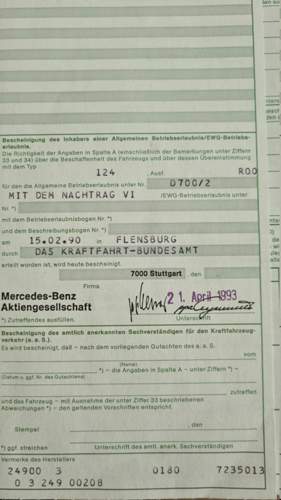 Bescheinigung des Inhabers einer Allgemeinen Betriebserlaubnis/EWG-Betriebs-
erlaubnis.
Die Richtigkeit der Angaben in Spalte A (einschließlich der Bemerkungen unter Ziffern
33 und 34) über die Beschaffenheit des Fahrzeugs und über dessen Übereinstimmung
mit dem Typ
124 , Ausf. R00
für den die Allgemeine Betriebserlaubnis unter Nr. D700/2
MIT DEM NACHTRAG VI /EWG-Betriebserlaubnis unter
Nr. *)
mit dem Betriebserlaubnisbogen Nr. *)
und dem Beschreibungsbogen Nr. *)
am 15.02.90 in FLENSBURG
durch DAS KRAFTFAHRT-BUNDESAMT
erteilt worden ist, wird heute bescheinigt.
7000 Stuttgart , den
Firma
Mercedes-Benz 21. April 1993
Aktiengesellschaft
*) Zutreffendes ausfüllen. Unterschrift
Bescheinigung des amtlich anerkannten Sachverständigen für den Kraftfahrzeug-
verkehr (a. a. S.).
Es wird bescheinigt, daß – nach dem vorliegenden Gutachten des a. a. S.
vom
(Name)
*) – die Angaben in Spalte A – unter Ziffern *) –
(Datum u. ggf. Nr. des Gutachtens)
zutreffen
und das Fahrzeug – mit Ausnahme der unter Ziffer 33 beschriebenen
Abweichungen *) – den geltenden Vorschriften entspricht.
Stempel , den
*) ggf. streichen Unterschrift des amtl. anerk. Sachverständigen
Vermerke des Herstellers
24900 3 0180 7235013
0 3 249 00208